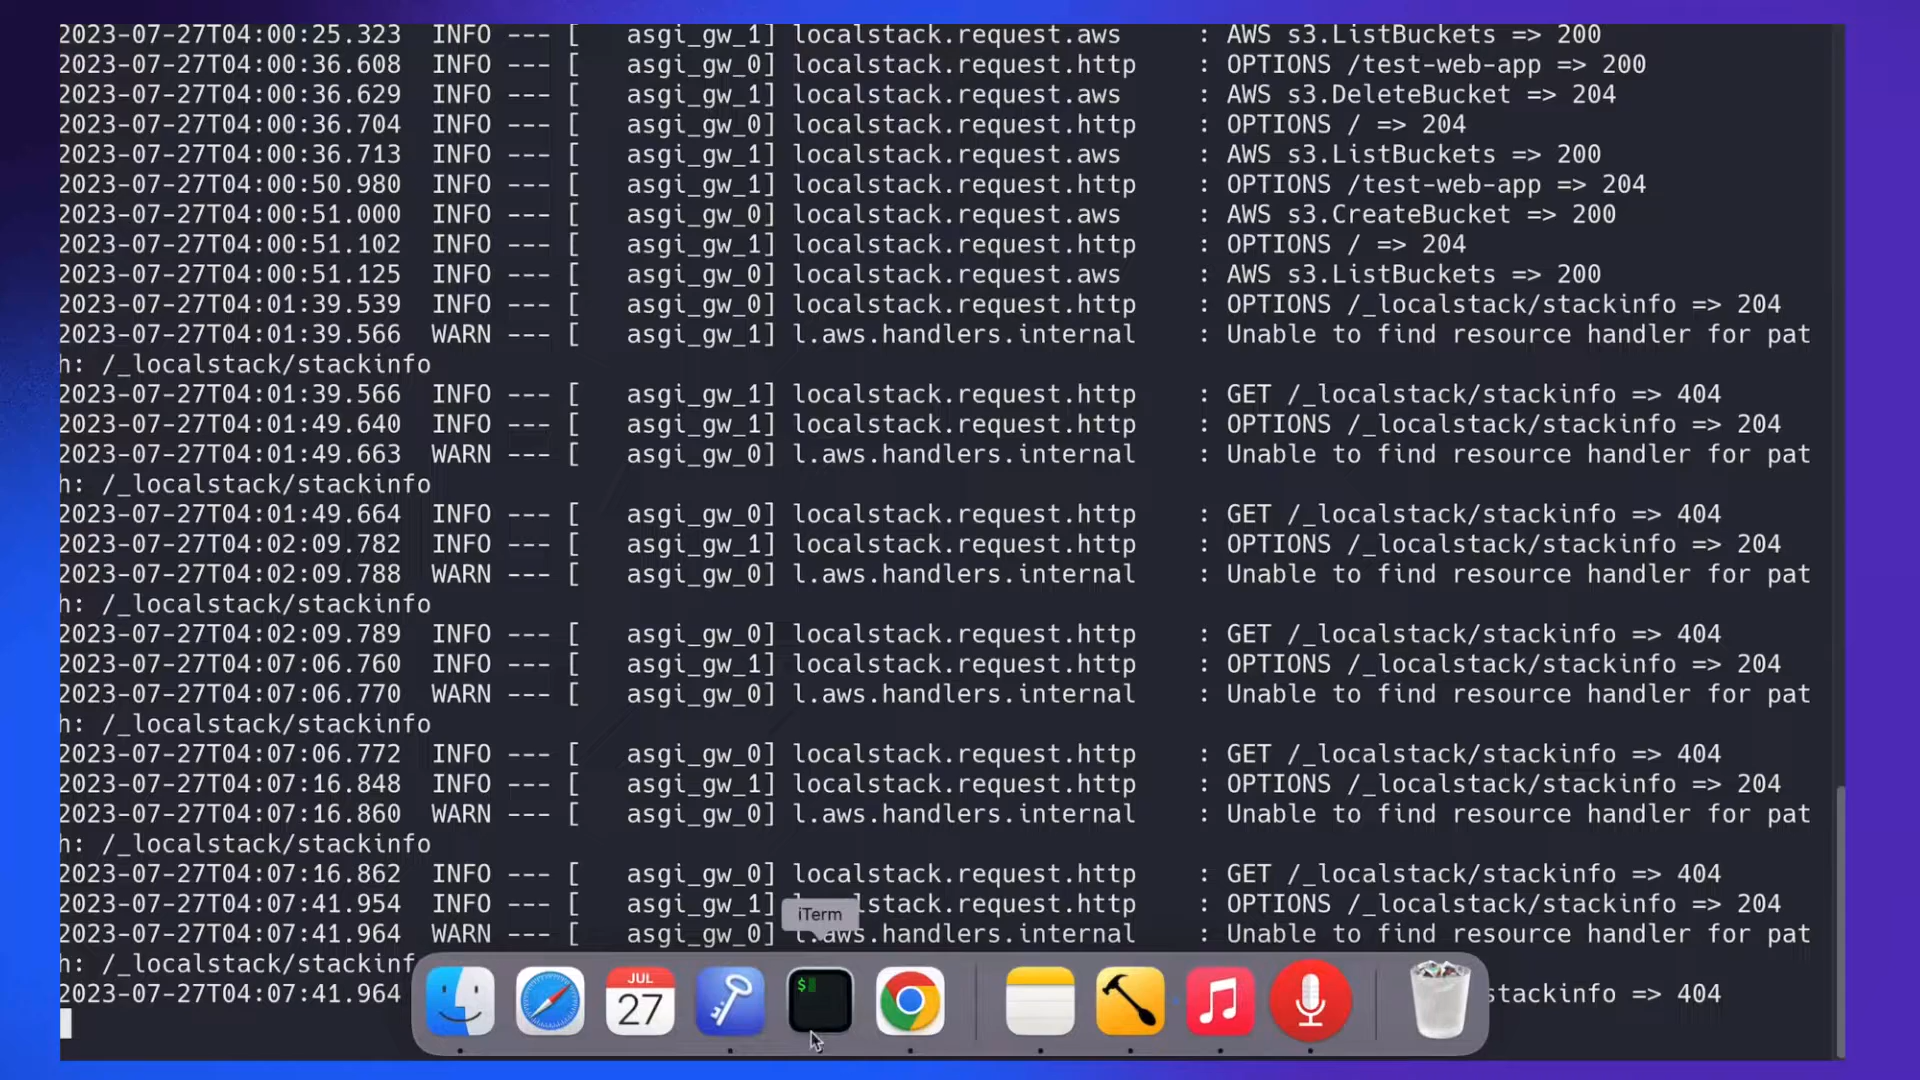 2023-07-27T04:00:25.323  INFO --- [   asgi_gw_1] localstack.request.aws     : AWS s3.ListBuckets => 200
2023-07-27T04:00:36.608  INFO --- [   asgi_gw_0] localstack.request.http    : OPTIONS /test-web-app => 200
2023-07-27T04:00:36.629  INFO --- [   asgi_gw_1] localstack.request.aws     : AWS s3.DeleteBucket => 204
2023-07-27T04:00:36.704  INFO --- [   asgi_gw_0] localstack.request.http    : OPTIONS / => 204
2023-07-27T04:00:36.713  INFO --- [   asgi_gw_1] localstack.request.aws     : AWS s3.ListBuckets => 200
2023-07-27T04:00:50.980  INFO --- [   asgi_gw_1] localstack.request.http    : OPTIONS /test-web-app => 204
2023-07-27T04:00:51.000  INFO --- [   asgi_gw_0] localstack.request.aws     : AWS s3.CreateBucket => 200
2023-07-27T04:00:51.102  INFO --- [   asgi_gw_1] localstack.request.http    : OPTIONS / => 204
2023-07-27T04:00:51.125  INFO --- [   asgi_gw_0] localstack.request.aws     : AWS s3.ListBuckets => 200
2023-07-27T04:01:39.539  INFO --- [   asgi_gw_0] localstack.request.http    : OPTIONS /_localstack/stackinfo => 204
2023-07-27T04:01:39.566  WARN --- [   asgi_gw_1] l.aws.handlers.internal    : Unable to find resource handler for pat
h: /_localstack/stackinfo
2023-07-27T04:01:39.566  INFO --- [   asgi_gw_1] localstack.request.http    : GET /_localstack/stackinfo => 404
2023-07-27T04:01:49.640  INFO --- [   asgi_gw_1] localstack.request.http    : OPTIONS /_localstack/stackinfo => 204
2023-07-27T04:01:49.663  WARN --- [   asgi_gw_0] l.aws.handlers.internal    : Unable to find resource handler for pat
h: /_localstack/stackinfo
2023-07-27T04:01:49.664  INFO --- [   asgi_gw_0] localstack.request.http    : GET /_localstack/stackinfo => 404
2023-07-27T04:02:09.782  INFO --- [   asgi_gw_1] localstack.request.http    : OPTIONS /_localstack/stackinfo => 204
2023-07-27T04:02:09.788  WARN --- [   asgi_gw_0] l.aws.handlers.internal    : Unable to find resource handler for pat
h: /_localstack/stackinfo
2023-07-27T04:02:09.789  INFO --- [   asgi_gw_0] localstack.request.http    : GET /_localstack/stackinfo => 404
2023-07-27T04:07:06.760  INFO --- [   asgi_gw_1] localstack.request.http    : OPTIONS /_localstack/stackinfo => 204
2023-07-27T04:07:06.770  WARN --- [   asgi_gw_0] l.aws.handlers.internal    : Unable to find resource handler for pat
h: /_localstack/stackinfo
2023-07-27T04:07:06.772  INFO --- [   asgi_gw_0] localstack.request.http    : GET /_localstack/stackinfo => 404
2023-07-27T04:07:16.848  INFO --- [   asgi_gw_1] localstack.request.http    : OPTIONS /_localstack/stackinfo => 204
2023-07-27T04:07:16.860  WARN --- [   asgi_gw_0] l.aws.handlers.internal    : Unable to find resource handler for pat
h: /_localstack/stackinfo
2023-07-27T04:07:16.862  INFO --- [   asgi_gw_0] localstack.request.http    : GET /_localstack/stackinfo => 404
2023-07-27T04:07:41.954  INFO --- [   asgi_gw_1] lstack.request.http    : OPTIONS /_localstack/stackinfo => 204
iTerm
2023-07-27T04:07:41.964  WARN --- [   asgi_gw_0] l.aws.handlers.internal    : Unable to find resource handler for pat
h: /_localstack/stackinf
2023-07-27T04:07:41.964 stackinfo => 404
JUL
27
$